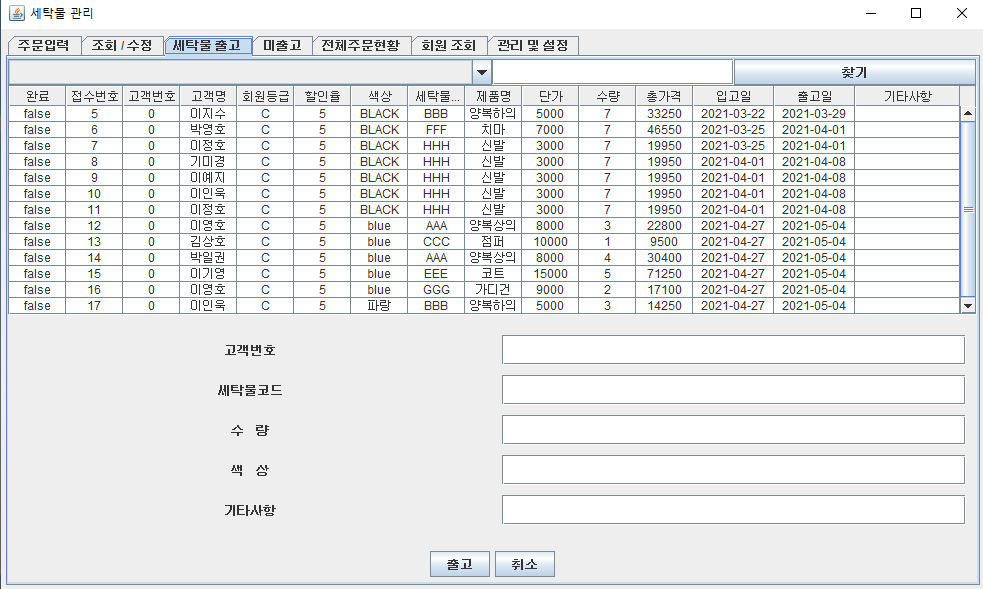 세탁물 관리
주문입력 조회 / 수정 세탁물 출고 미출고 전체주문현황 회원 조회 관리 및 설정
찾기
완료 접수번호 고객번호 고객명 회원등급 할인율 색상 세탁물... 제품명 단가 수량 총가격 입고일 출고일 기타사항
false 5 0 이지수 C 5 BLACK BBB 양복하의 5000 7 33250 2021-03-22 2021-03-29
false 6 0 박영호 C 5 BLACK FFF 치마 7000 7 46550 2021-03-25 2021-04-01
false 7 0 이정호 C 5 BLACK HHH 신발 3000 7 19950 2021-03-25 2021-04-01
false 8 0 기미경 C 5 BLACK HHH 신발 3000 7 19950 2021-04-01 2021-04-08
false 9 0 이예지 C 5 BLACK HHH 신발 3000 7 19950 2021-04-01 2021-04-08
false 10 0 이인욱 C 5 BLACK HHH 신발 3000 7 19950 2021-04-01 2021-04-08
false 11 0 이정호 C 5 BLACK HHH 신발 3000 7 19950 2021-04-01 2021-04-08
false 12 0 이영호 C 5 blue AAA 양복상의 8000 3 22800 2021-04-27 2021-05-04
false 13 0 김상호 C 5 blue CCC 점퍼 10000 1 9500 2021-04-27 2021-05-04
false 14 0 박일권 C 5 blue AAA 양복상의 8000 4 30400 2021-04-27 2021-05-04
false 15 0 이기영 C 5 blue EEE 코트 15000 5 71250 2021-04-27 2021-05-04
false 16 0 이영호 C 5 blue GGG 가디건 9000 2 17100 2021-04-27 2021-05-04
false 17 0 이인욱 C 5 파랑 BBB 양복하의 5000 3 14250 2021-04-27 2021-05-04
고객번호
세탁물코드
수 량
색 상
기타사항
출고 취소